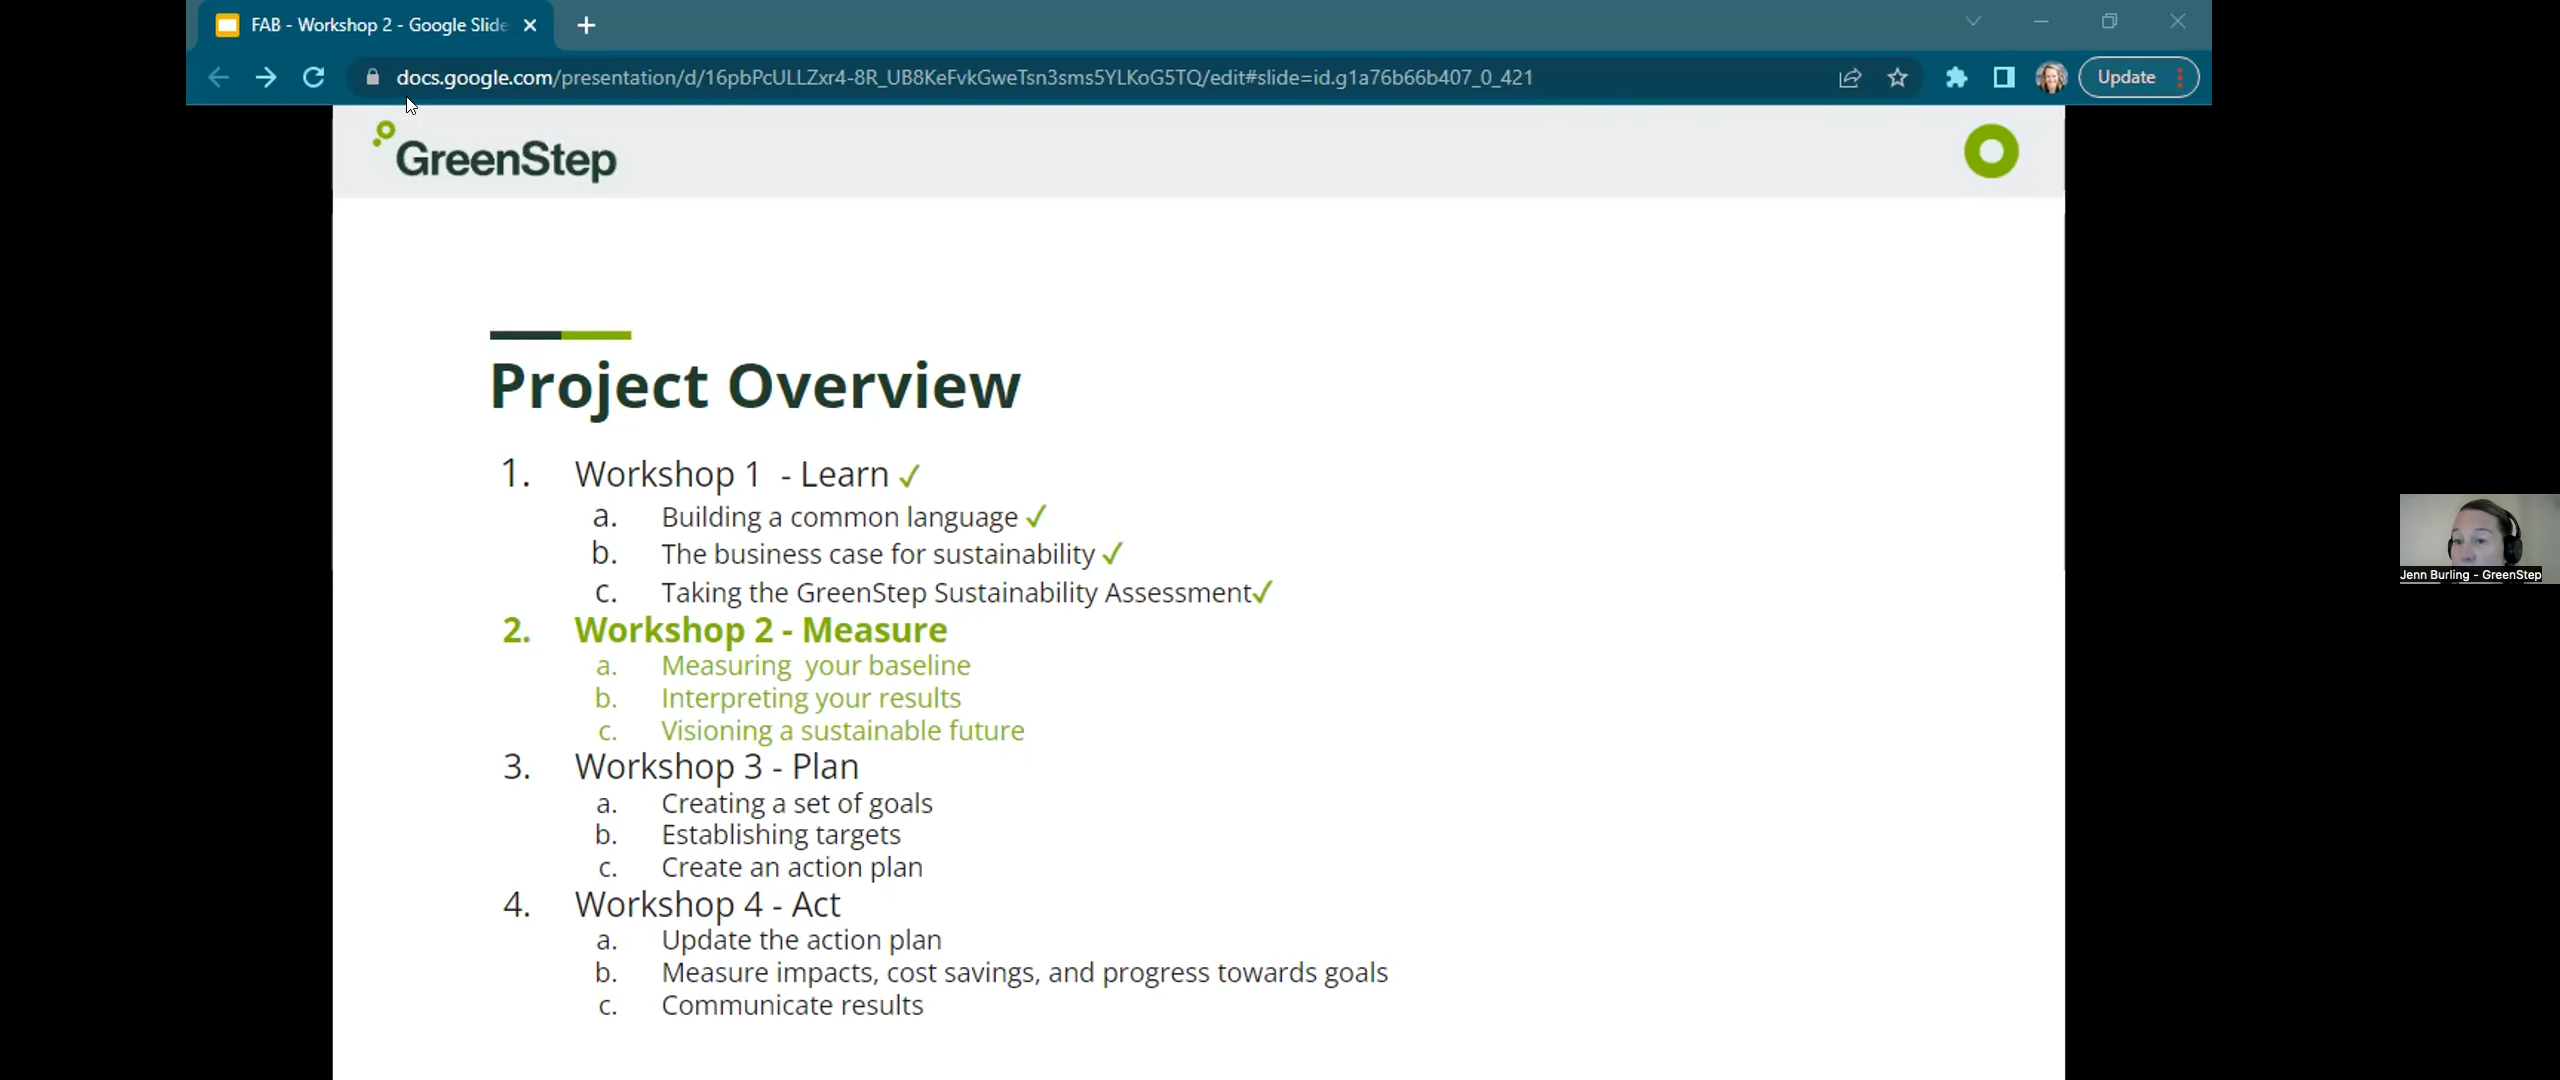 FAB - Workshop 2 - Google Slide
docs.google.com/presentation/d/16pbPcULLZxr4-8R_UB8KeFvkGweTsn3sms5YLKoG5TQ/edit#slide=id.g1a76b66b407_0_421
Update
GreenStep
Project Overview
1. Workshop 1 - Learn ✓
a. Building a common language ✓
b. The business case for sustainability ✓
c. Taking the GreenStep Sustainability Assessment✓
2. Workshop 2 - Measure
a. Measuring your baseline
b. Interpreting your results
c. Visioning a sustainable future
3. Workshop 3 - Plan
a. Creating a set of goals
b. Establishing targets
c. Create an action plan
4. Workshop 4 - Act
a. Update the action plan
b. Measure impacts, cost savings, and progress towards goals
c. Communicate results
Jenn Burling - GreenStep